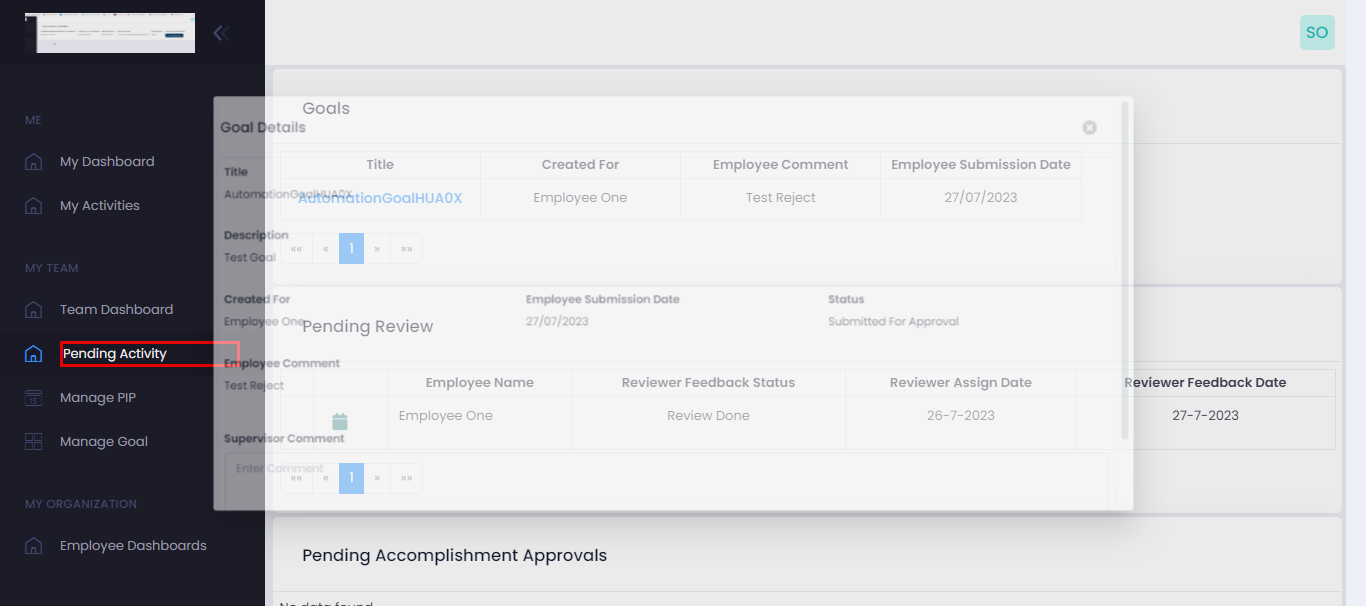 SO
ME
My Dashboard
My Activities
MY TEAM
Team Dashboard
Pending Activity
Manage PIP
Manage Goal
MY ORGANIZATION
Employee Dashboards
Goals
Goal Details
Title Created For Employee Comment Employee Submission Date
AutomationGoalHUA0X Employee One Test Reject 27/07/2023
«« « 1 » »»
Title
AutomationGoalHUA0X
Description
Test Goal
Created For Employee Submission Date Status
Employee One 27/07/2023 Submitted For Approval
Employee Comment
Test Reject
Supervisor Comment
Enter Comment
Pending Review
Employee Name Reviewer Feedback Status Reviewer Assign Date Reviewer Feedback Date
Employee One Review Done 26-7-2023 27-7-2023
«« « 1 » »»
Pending Accomplishment Approvals
No data found